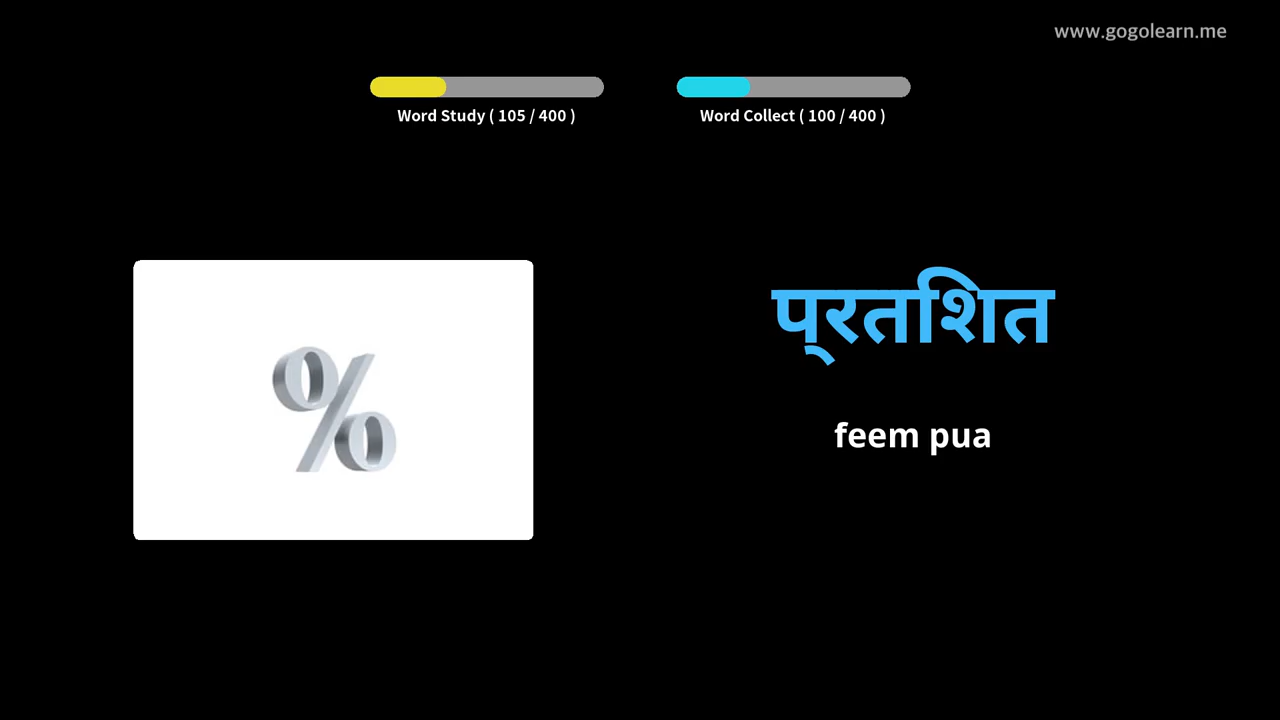 www.gogolearn.me
Word Study ( 105 / 400 )
Word Collect ( 100 / 400 )
%
प्‌रतशित
feem pua